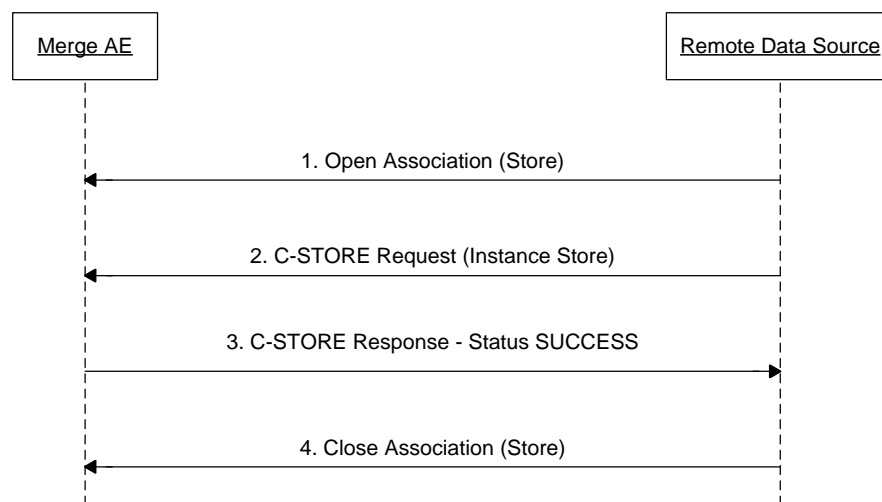 Merge AE
Remote Data Source
1. Open Association (Store)
2. C-STORE Request (Instance Store)
3. C-STORE Response - Status SUCCESS
4. Close Association (Store)